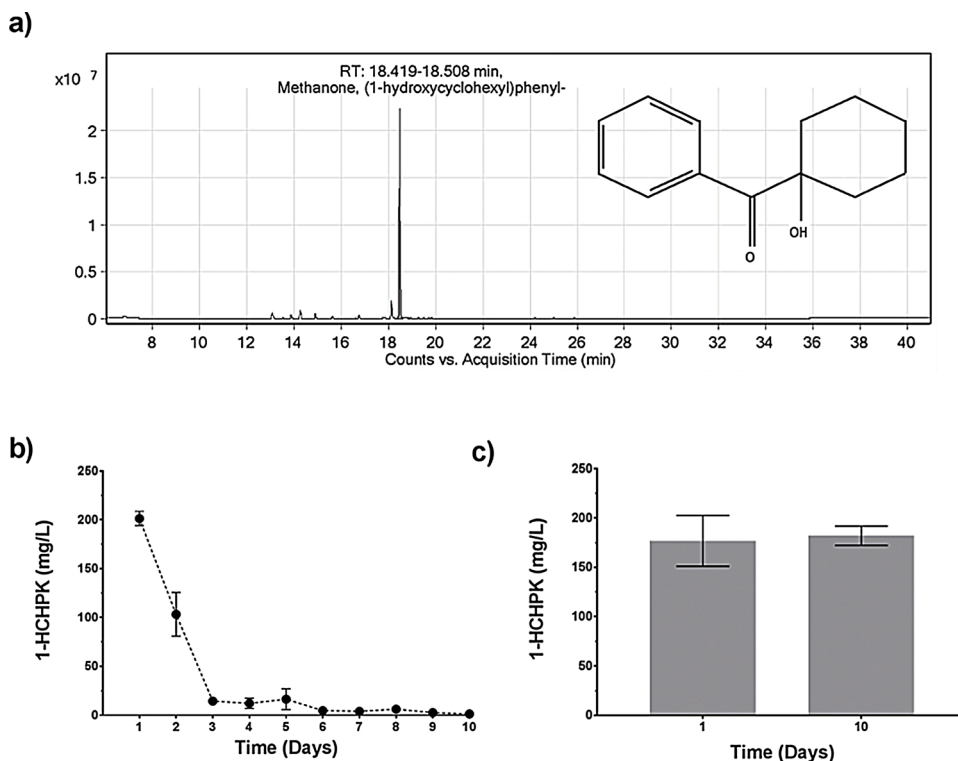 a)
x10 7
RT: 18.419-18.508 min,
Methanone, (1-hydroxycyclohexyl)phenyl-
2
1.5
1
0.5
0
OH
O
8 10 12 14 16 18 20 22 24 26 28 30 32 34 36 38 40
Counts vs. Acquisition Time (min)
b)
1-HCHPK (mg/L)
250
200
150
100
50
0
1 2 3 4 5 6 7 8 9 10
Time (Days)
c)
1-HCHPK (mg/L)
250
200
150
100
50
0
1 10
Time (Days)